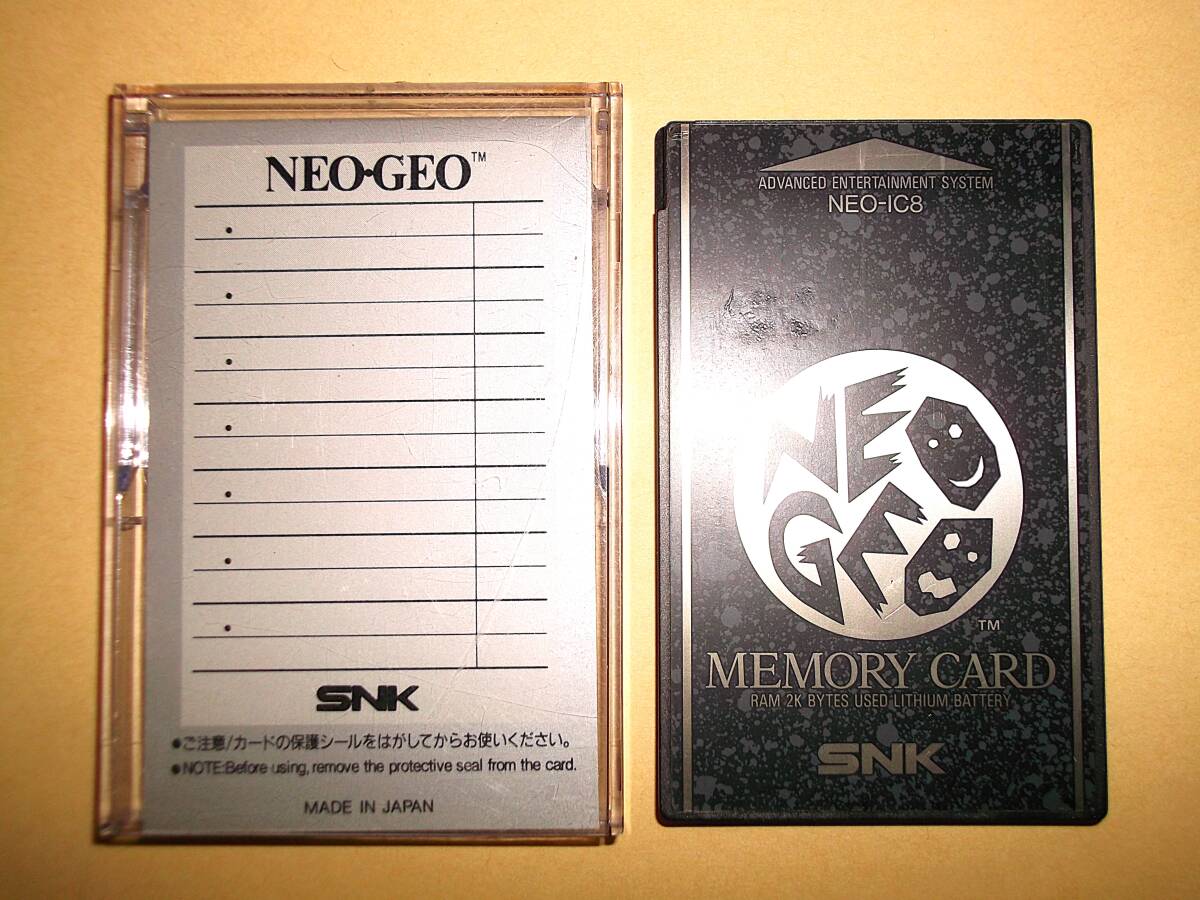 NEO•GEO™
SNK
●ご注意/カードの保護シールをはがしてからお使いください。
●NOTE:Before using, remove the protective seal from the card.
MADE IN JAPAN
ADVANCED ENTERTAINMENT SYSTEM
NEO-IC8
NEO
GEO
TM
MEMORY CARD
RAM 2K BYTES USED LITHIUM BATTERY
SNK